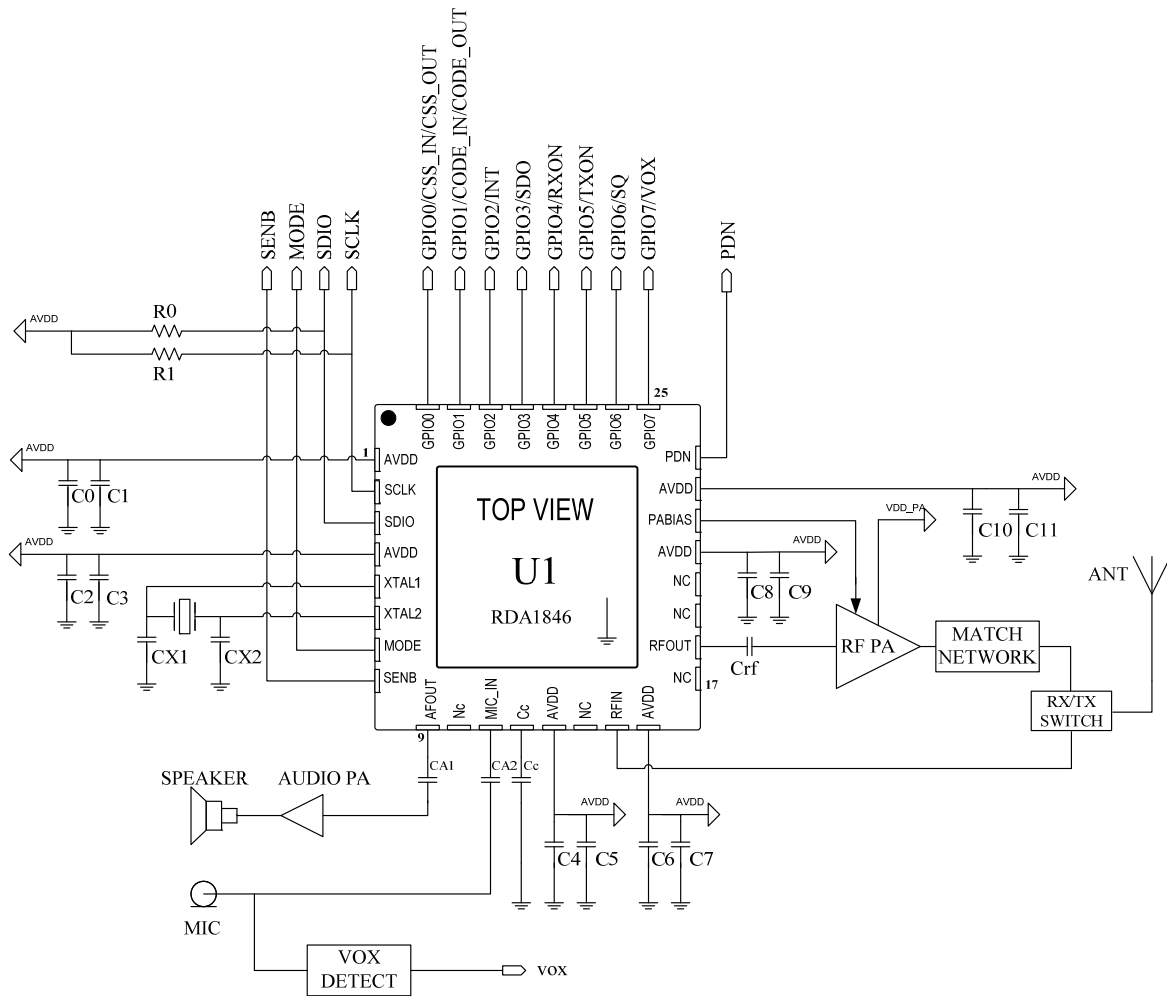 GPIO0/CSS_IN/CSS_OUT
GPIO1/CODE_IN/CODE_OUT
GPIO2/INT
GPIO3/SDO
GPIO4/RXON
GPIO5/TXON
GPIO6/SQ
GPIO7/VOX
SENB
MODE
SDIO
SCLK
PDN
AVDD
R0
R1
25
GPIO0
GPIO1
GPIO2
GPIO3
GPIO4
GPIO5
GPIO6
GPIO7
AVDD
C0
C1
AVDD
C2
C3
CX1
CX2
1
AVDD
SCLK
SDIO
AVDD
XTAL1
XTAL2
MODE
SENB
TOP VIEW
U1
RDA1846
PDN
AVDD
PABIAS
AVDD
NC
NC
RFOUT
NC
17
AVDD
C10
C11
VDD_PA
AVDD
C8
C9
Crf
RF PA
MATCH
NETWORK
ANT
RX/TX
SWITCH
AFOUT
Nc
MIC_IN
Cc
AVDD
NC
RFIN
AVDD
9
CA1
CA2
Cc
SPEAKER
AUDIO PA
AVDD
C4
C5
AVDD
C6
C7
MIC
VOX
DETECT
vox